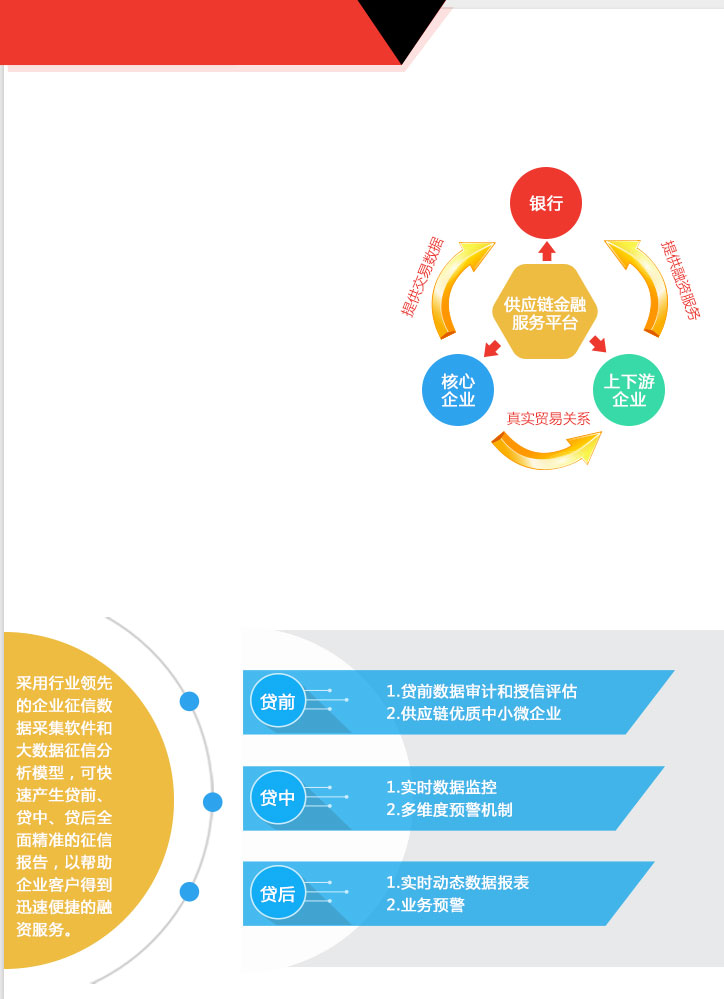 银行
提供交易数据
提供融资服务
供应链金融
服务平台
核心
企业
上下游
企业
真实贸易关系
采用行业领先
的企业征信数
据采集软件和
大数据征信分
析模型，可快
速产生贷前、
贷中、贷后全
面精准的征信
报告，以帮助
企业客户得到
迅速便捷的融
资服务。
贷前
1.贷前数据审计和授信评估
2.供应链优质中小微企业
贷中
1.实时数据监控
2.多维度预警机制
贷后
1.实时动态数据报表
2.业务预警